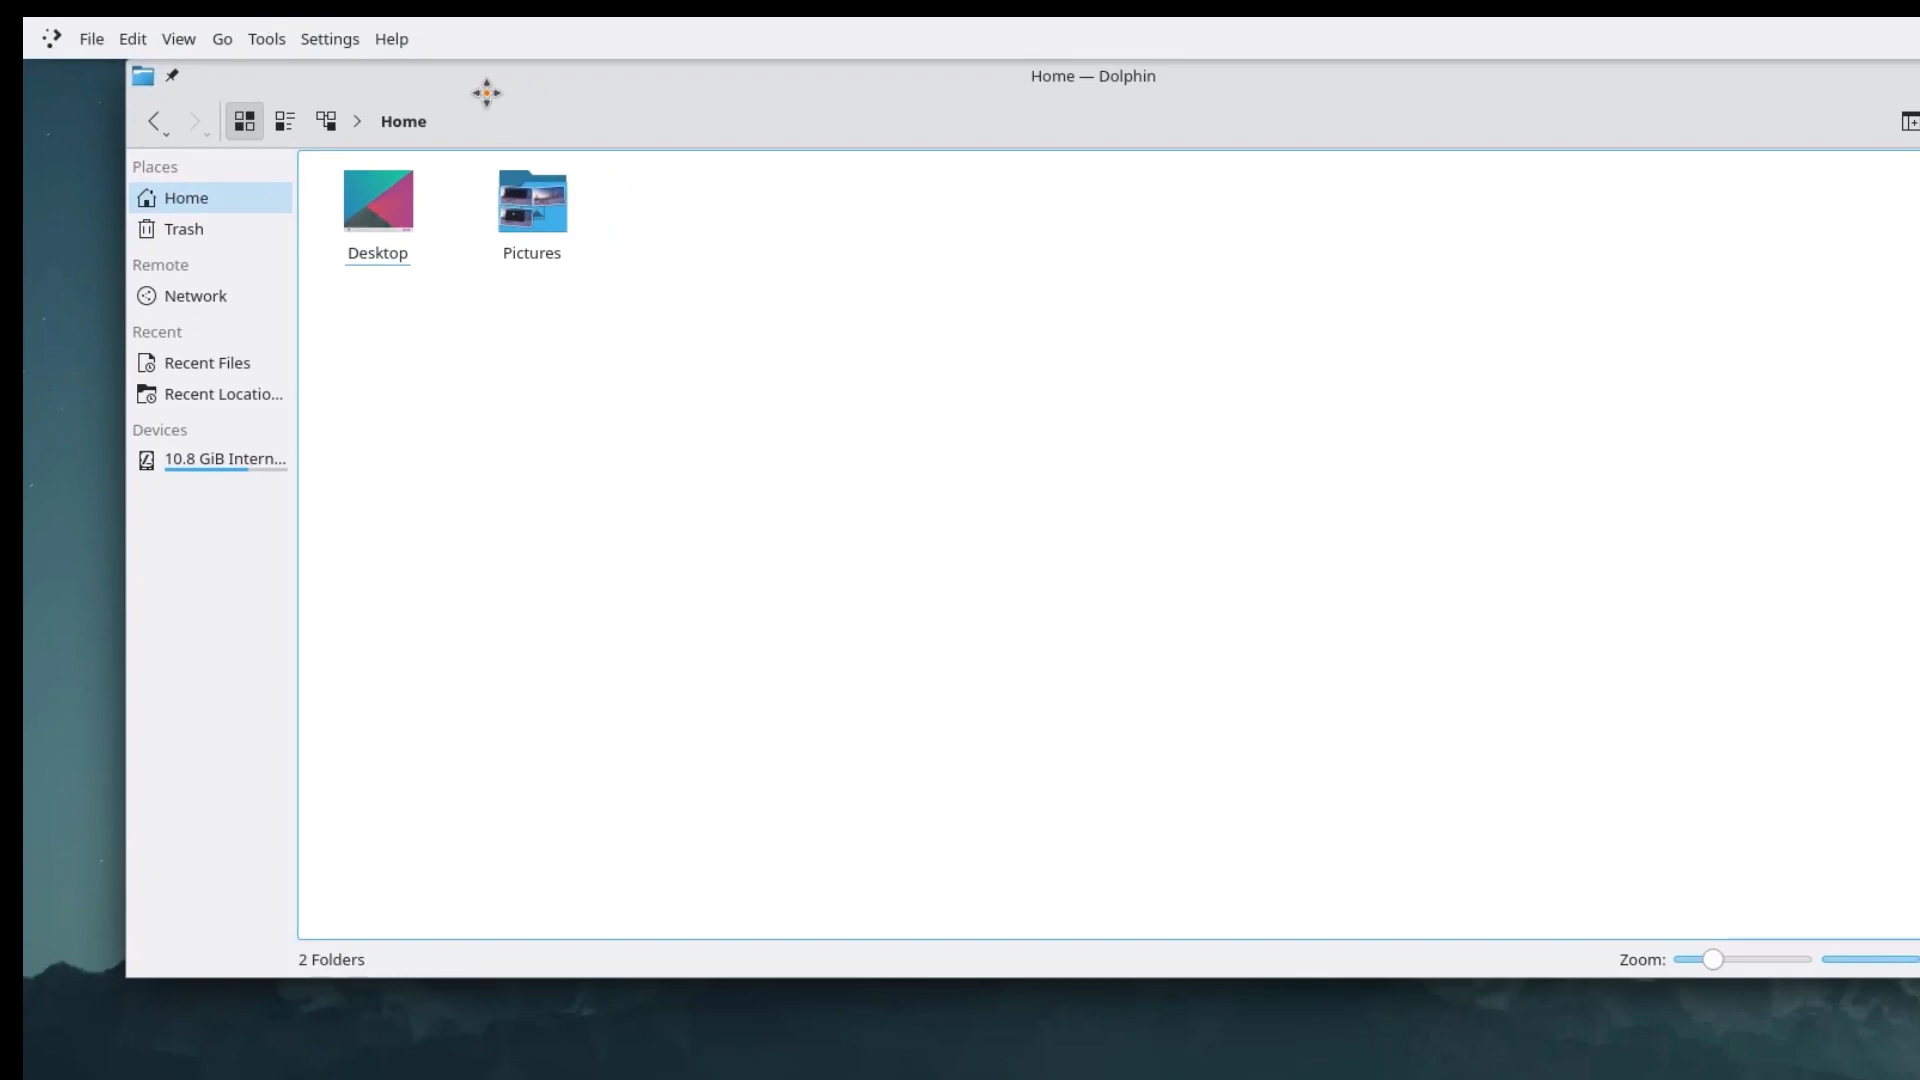 File Edit View Go Tools Settings Help
Home — Dolphin
Home
Places
Home
Trash
Remote
Network
Recent
Recent Files
Recent Locatio...
Devices
10.8 GiB Intern...
Desktop
Pictures
2 Folders
Zoom: